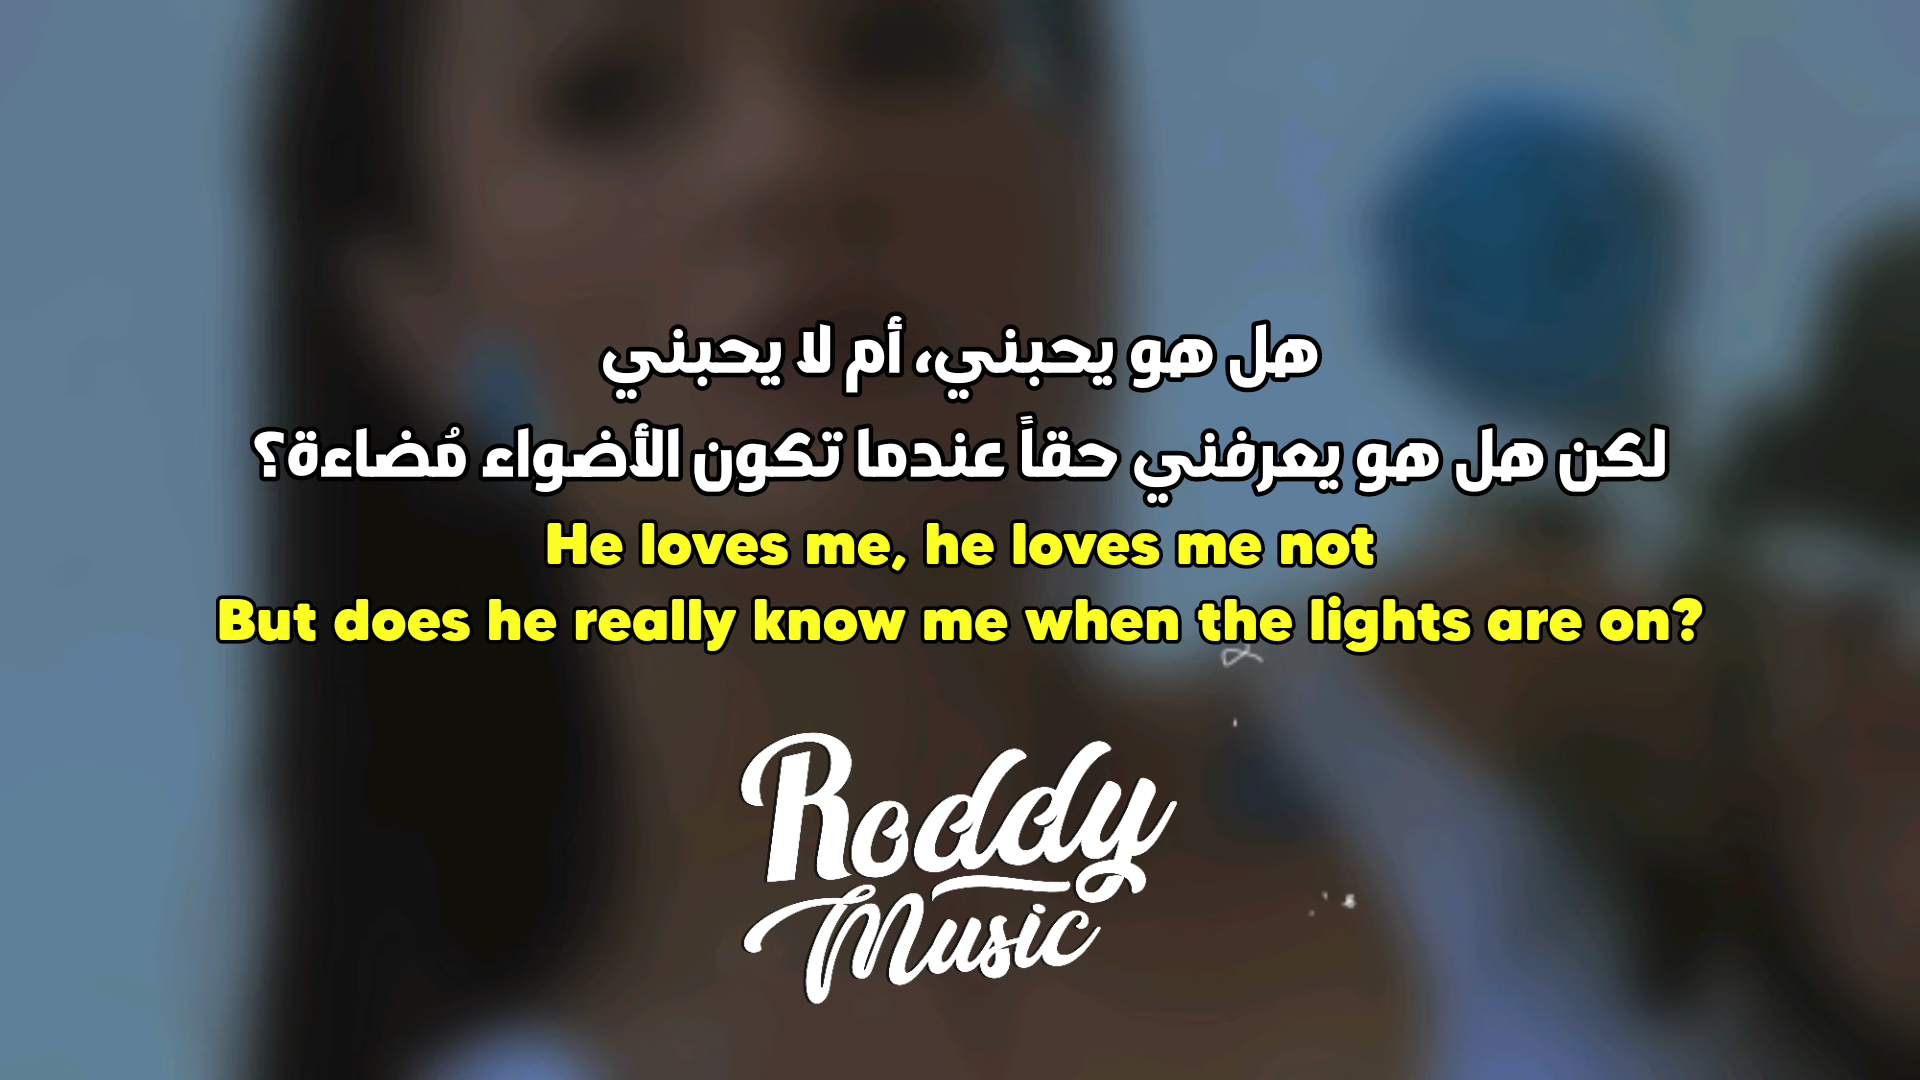 هل هو يحبني، أم لا يحبني
لكن هل هو يعرفني حقاً عندما تكون الأضواء مُضاءة؟
He loves me, he loves me not
But does he really know me when the lights are on?
Roddy
Music